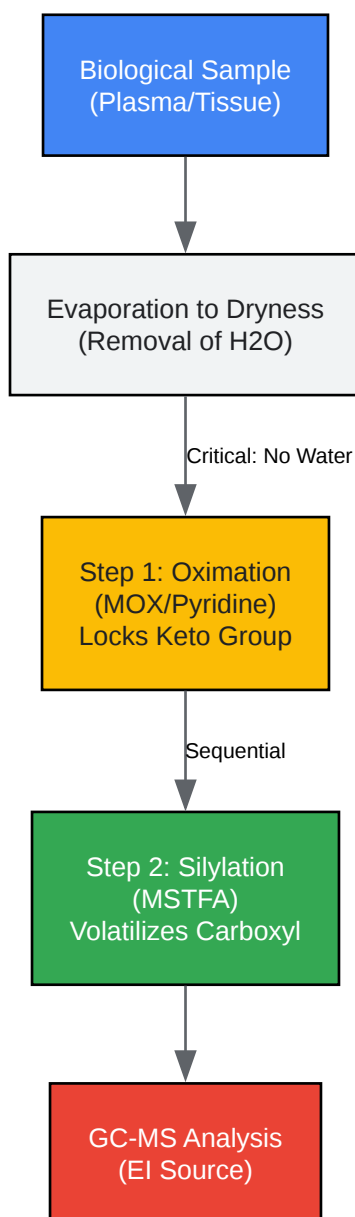 Biological Sample
(Plasma/Tissue)
Evaporation to Dryness
(Removal of H2O)
Critical: No Water
Step 1: Oximation
(MOX/Pyridine)
Locks Keto Group
Sequential
Step 2: Silylation
(MSTFA)
Volatilizes Carboxyl
GC-MS Analysis
(EI Source)